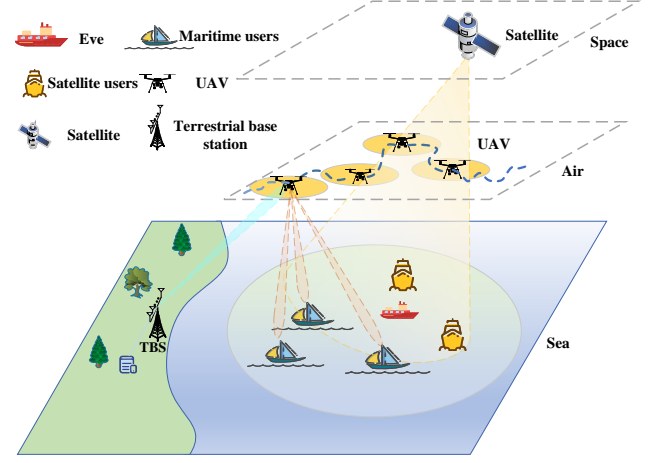 Eve
Maritime users
Satellite
Space
Satellite users
UAV
Satellite
Terrestrial base
station
UAV
Air
TBS
Sea